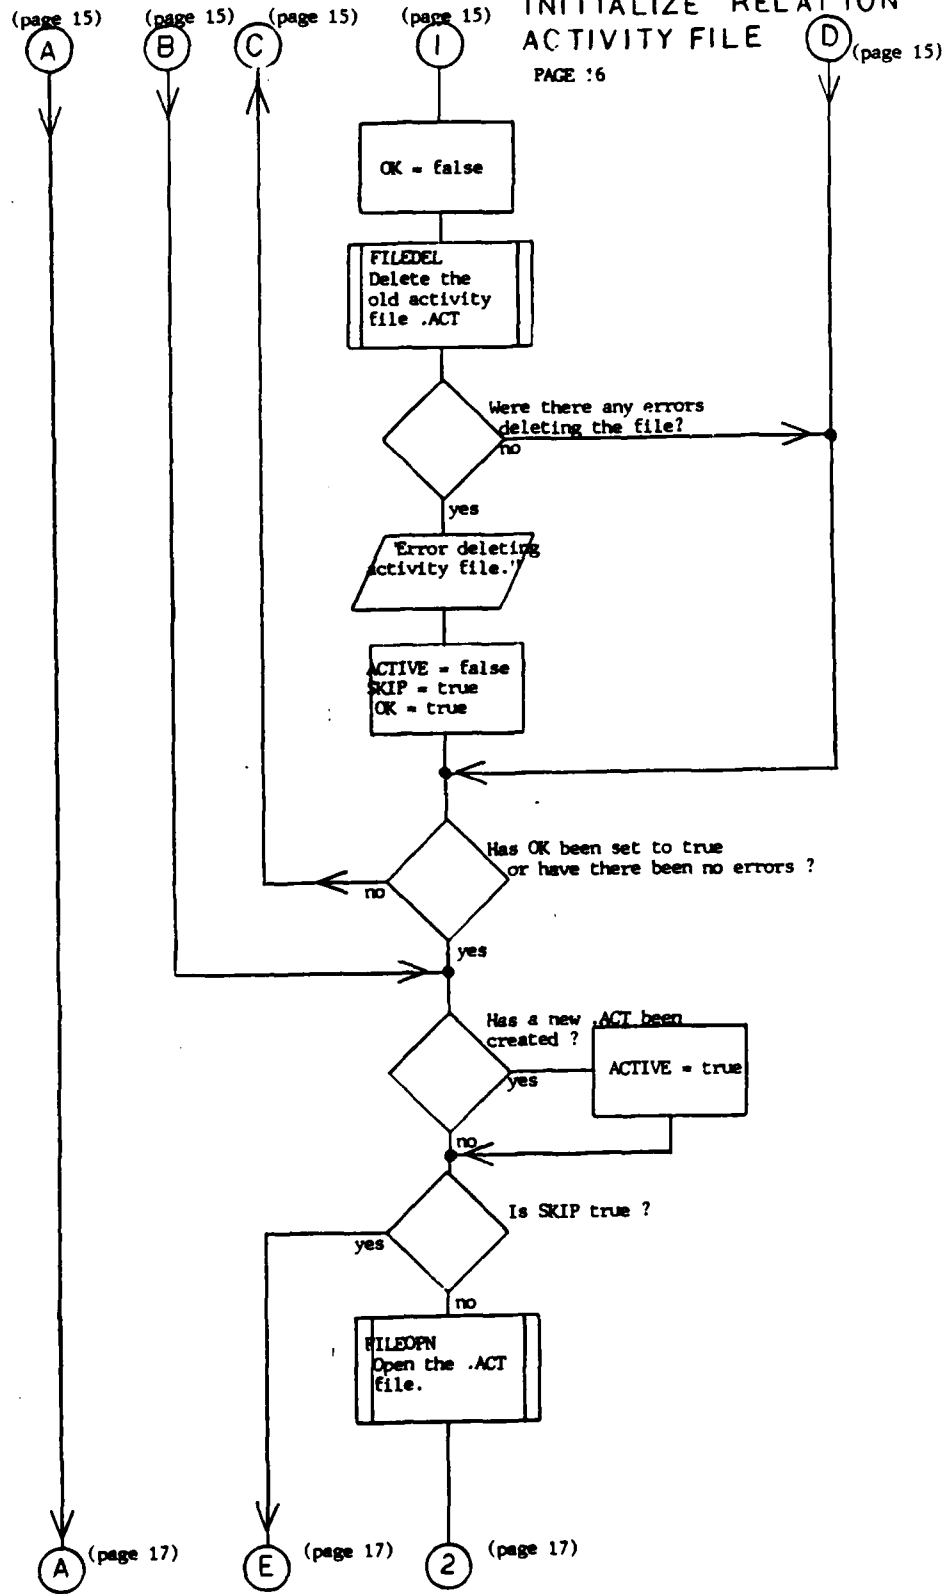 (page 15)
(page 15)
(page 15)
(page 15)
INITIALIZE RELATION
A
B
C
1
ACTIVITY FILE
D
(page 15)
PAGE 16
OK = false
FILEDEL
Delete the
old activity
file .ACT
Were there any errors
deleting the file?
no
yes
'Error deleting
activity file.'
ACTIVE = false
SKIP = true
OK = true
Has OK been set to true
or have there been no errors ?
no
yes
Has a new .ACT been
created ?
yes
ACTIVE = true
no
Is SKIP true ?
yes
no
FILEOPN
Open the .ACT
file.
A
(page 17)
E
(page 17)
2
(page 17)